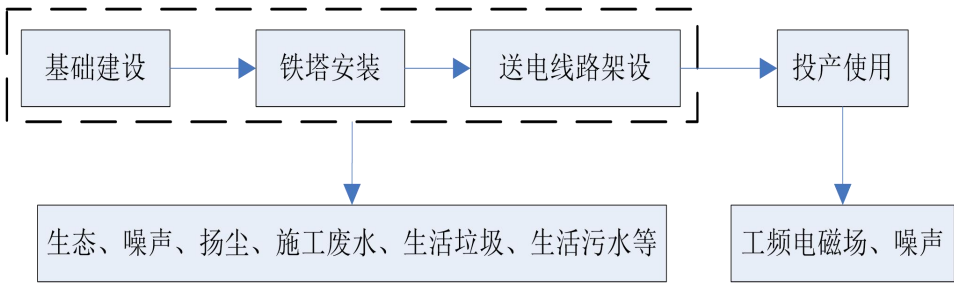 基础建设
铁塔安装
送电线路架设
投产使用
生态、噪声、扬尘、施工废水、生活垃圾、生活污水等
工频电磁场、噪声